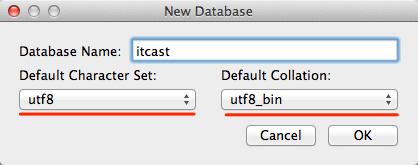 New Database
Database Name: itcast
Default Character Set: Default Collation:
utf8 utf8_bin
Cancel OK